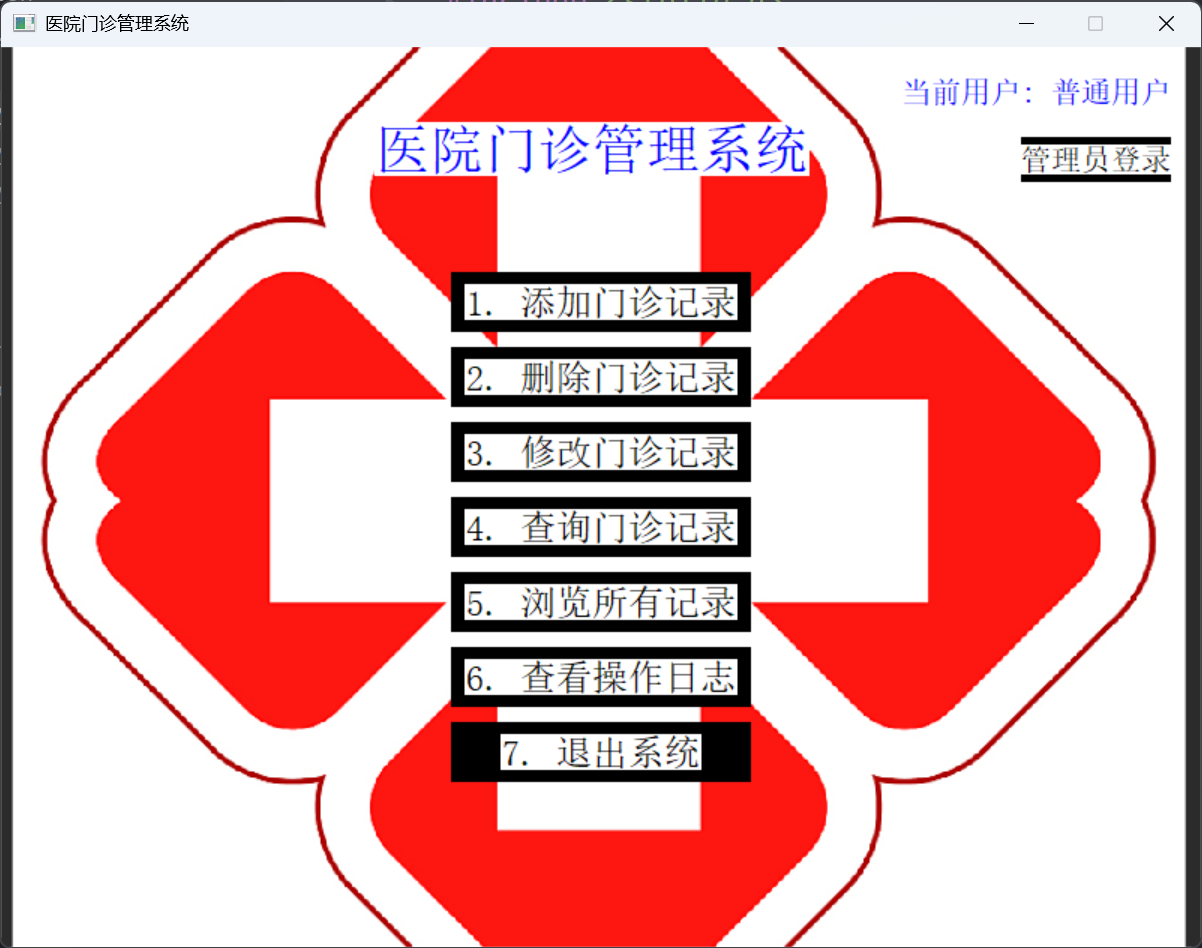 医院门诊管理系统
当前用户: 普通用户
医院门诊管理系统
管理员登录
1. 添加门诊记录
2. 删除门诊记录
3. 修改门诊记录
4. 查询门诊记录
5. 浏览所有记录
6. 查看操作日志
7. 退出系统